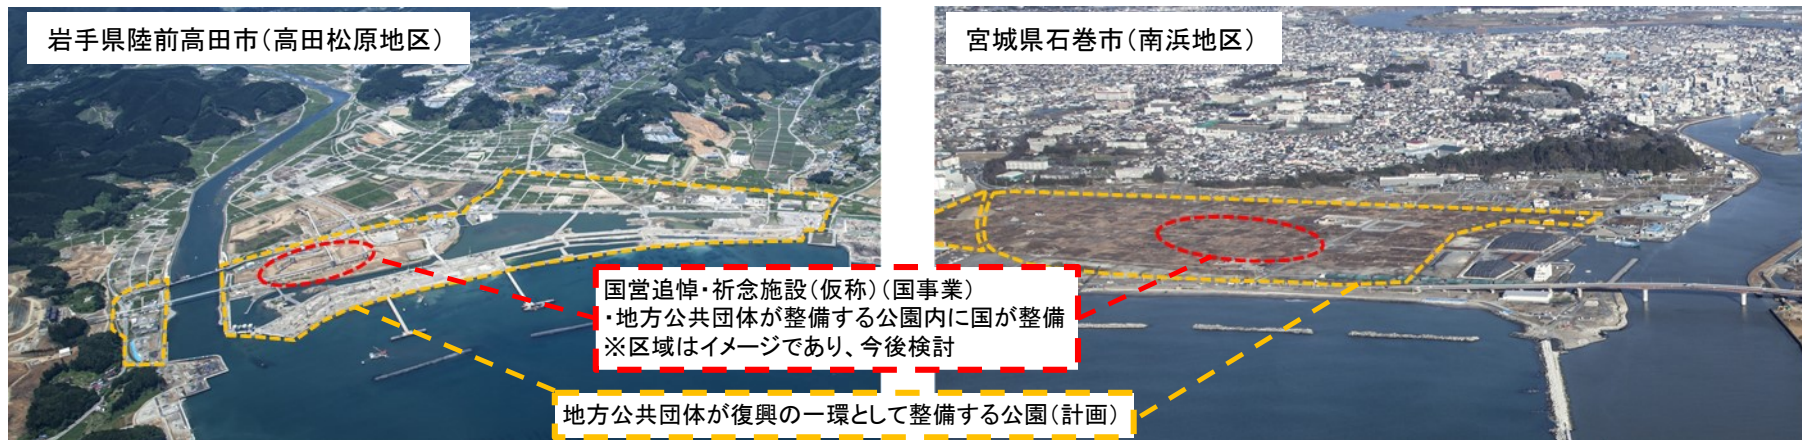 岩手県陸前高田市(高田松原地区)
宮城県石巻市(南浜地区)
国営追悼・祈念施設(仮称)(国事業)
・地方公共団体が整備する公園内に国が整備
※区域はイメージであり、今後検討
地方公共団体が復興の一環として整備する公園(計画)